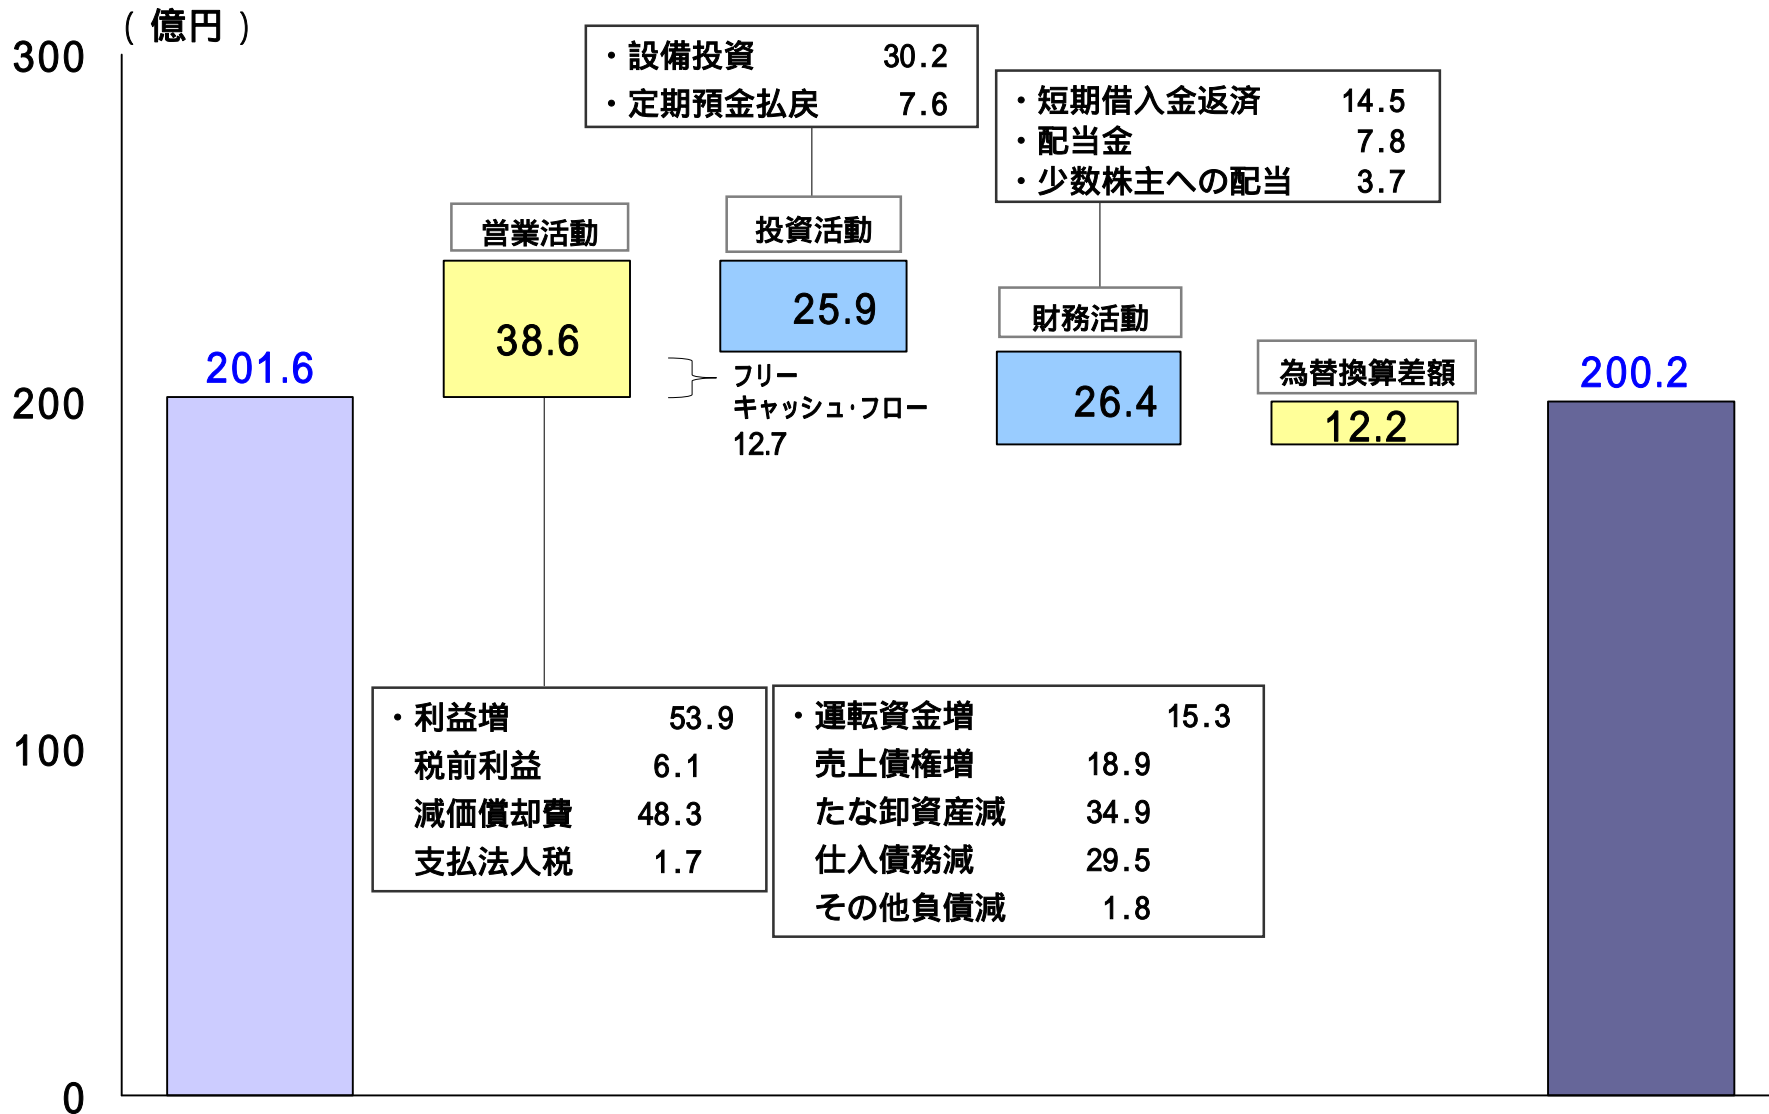 （億円）
300
200
100
0
・設備投資 30.2
・定期預金払戻 7.6
・短期借入金返済 14.5
・配当金 7.8
・少数株主への配当 3.7
営業活動
投資活動
財務活動
為替換算差額
201.6
38.6
25.9
26.4
12.2
200.2
フリー
キャッシュ・フロー
12.7
・利益増 53.9
税前利益 6.1
減価償却費 48.3
支払法人税 1.7
・運転資金増 15.3
売上債権増 18.9
たな卸資産減 34.9
仕入債務減 29.5
その他負債減 1.8